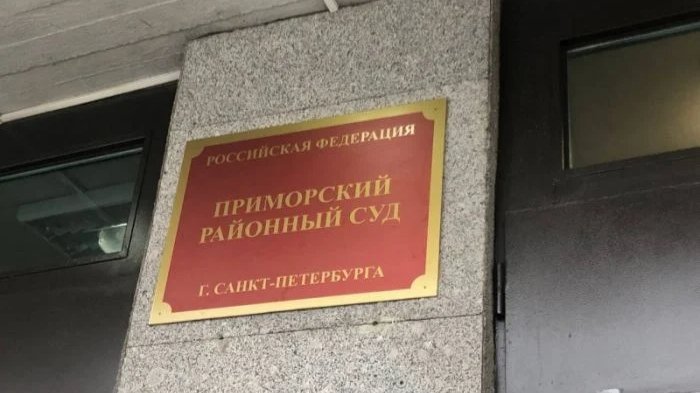 РОССИЙСКАЯ ФЕДЕРАЦИЯ
ПРИМОРСКИЙ
РАЙОННЫЙ СУД
Г. САНКТ-ПЕТЕРБУРГА